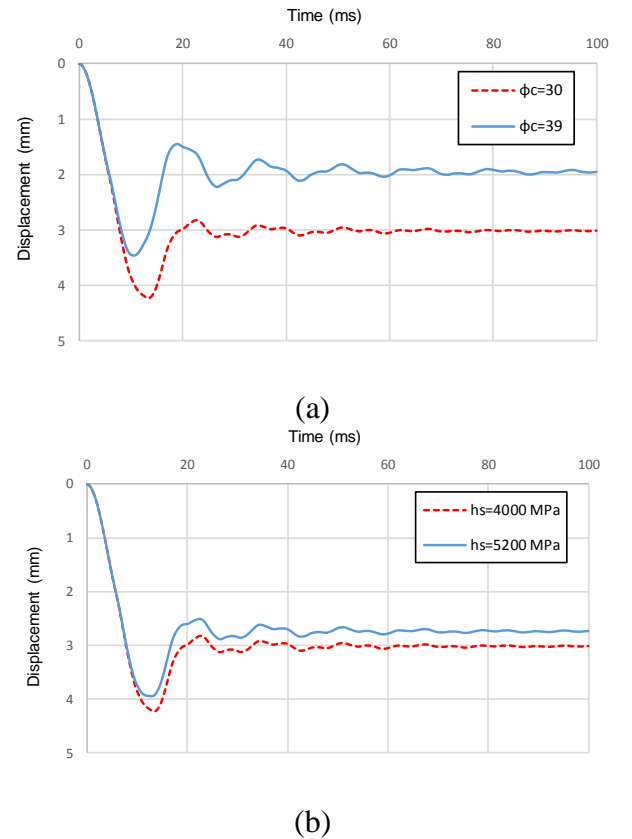 Time (ms)
0 20 40 60 80 100
0
1
2
3
4
5
Displacement (mm)
ϕc=30
ϕc=39
(a)
Time (ms)
0 20 40 60 80 100
0
1
2
3
4
5
Displacement (mm)
hs=4000 MPa
hs=5200 MPa
(b)